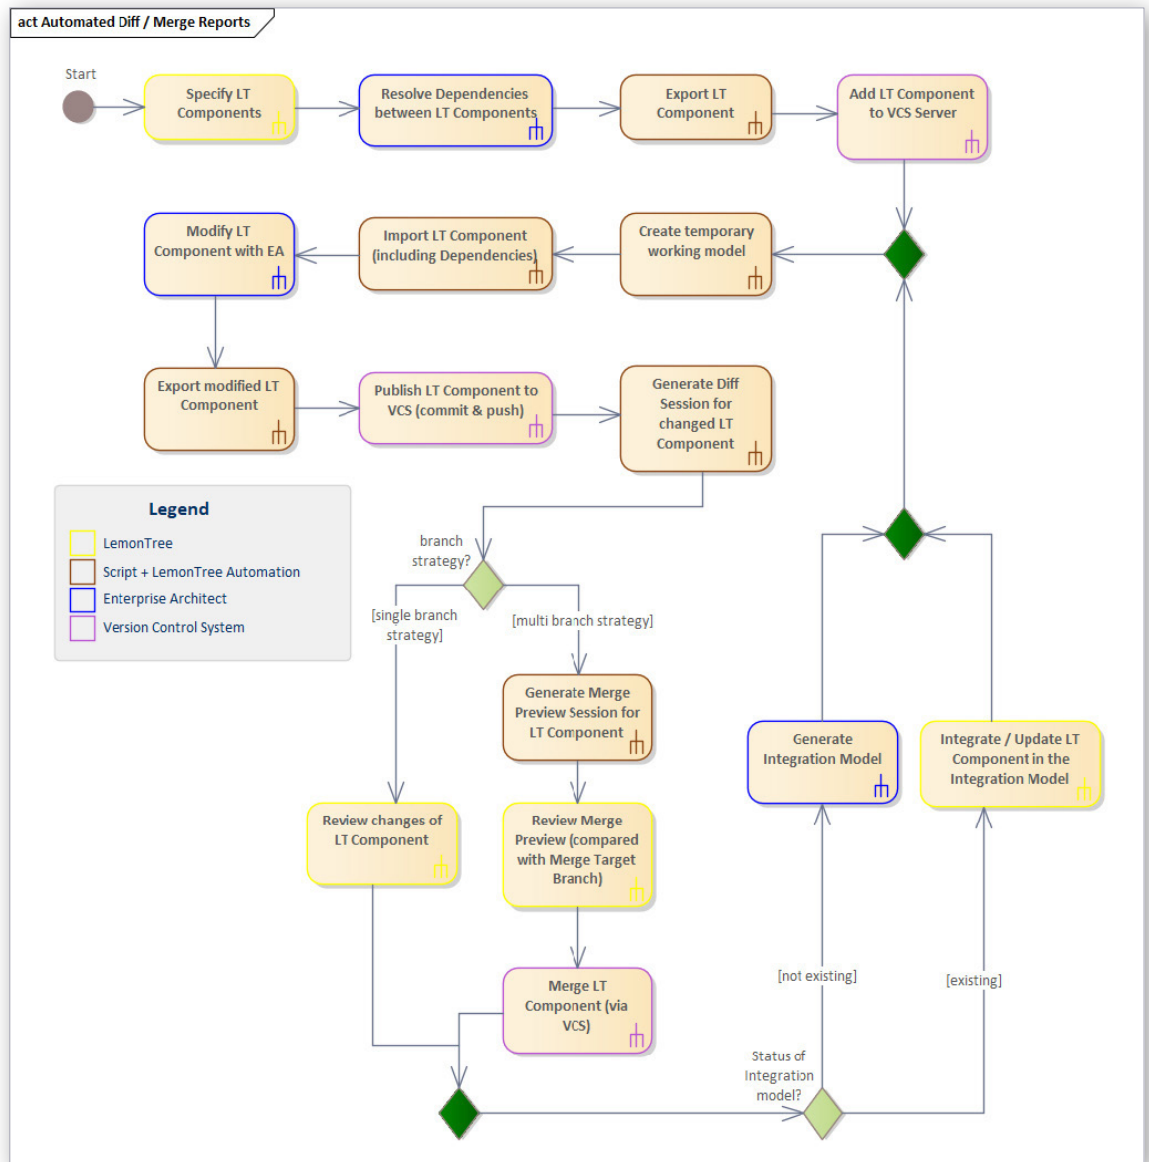 act Automated Diff / Merge Reports
Start
Specify LT
Components
Resolve Dependencies
between LT Components
Export LT
Component
Add LT Component
to VCS Server
Modify LT
Component with EA
Import LT Component
(including Dependencies)
Create temporary
working model
Export modified LT
Component
Publish LT Component to
VCS (commit & push)
Generate Diff
Session for
changed LT
Component
Legend
LemonTree
Script + LemonTree Automation
Enterprise Architect
Version Control System
branch
strategy?
[single branch
strategy]
[multi branch strategy]
Generate Merge
Preview Session for
LT Component
Generate
Integration Model
Integrate / Update LT
Component in the
Integration Model
Review changes of
LT Component
Review Merge
Preview (compared
with Merge Target
Branch)
[not existing]
[existing]
Merge LT
Component (via
VCS)
Status of
Integration
model?